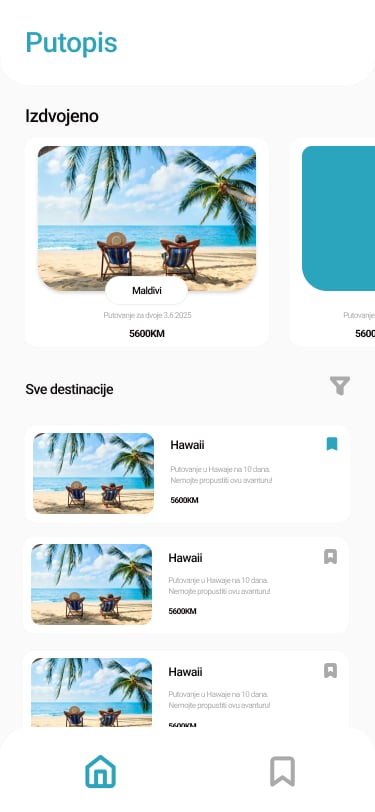 Putopis
Izdvojeno
Maldivi
Putovanje za dvoje 3.6.2025
5600KM
Putovanje
5600
Sve destinacije
Hawaii
Putovanje u Hawaje na 10 dana.
Nemojte propustiti ovu avanturu!
5600KM
Hawaii
Putovanje u Hawaje na 10 dana.
Nemojte propustiti ovu avanturu!
5600KM
Hawaii
Putovanje u Hawaje na 10 dana.
Nemojte propustiti ovu avanturu!
5600KM